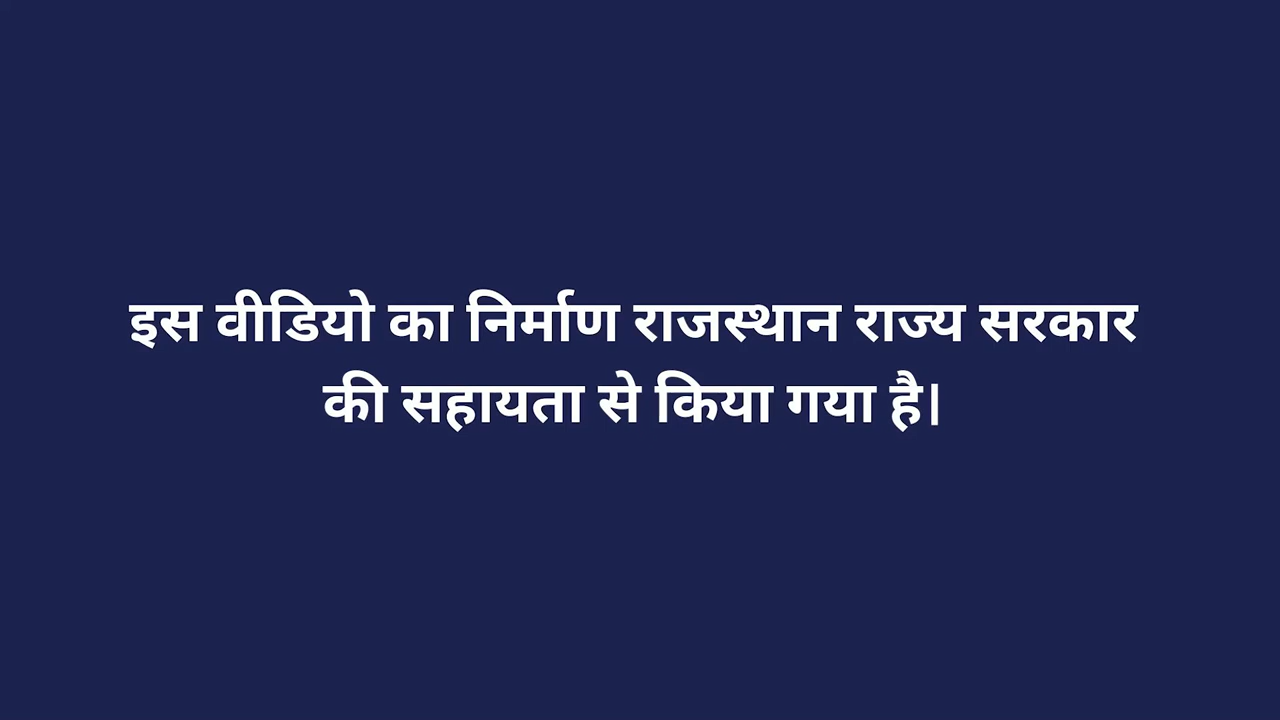 इस वीडियो का निर्माण राजस्थान राज्य सरकार
की सहायता से किया गया है।